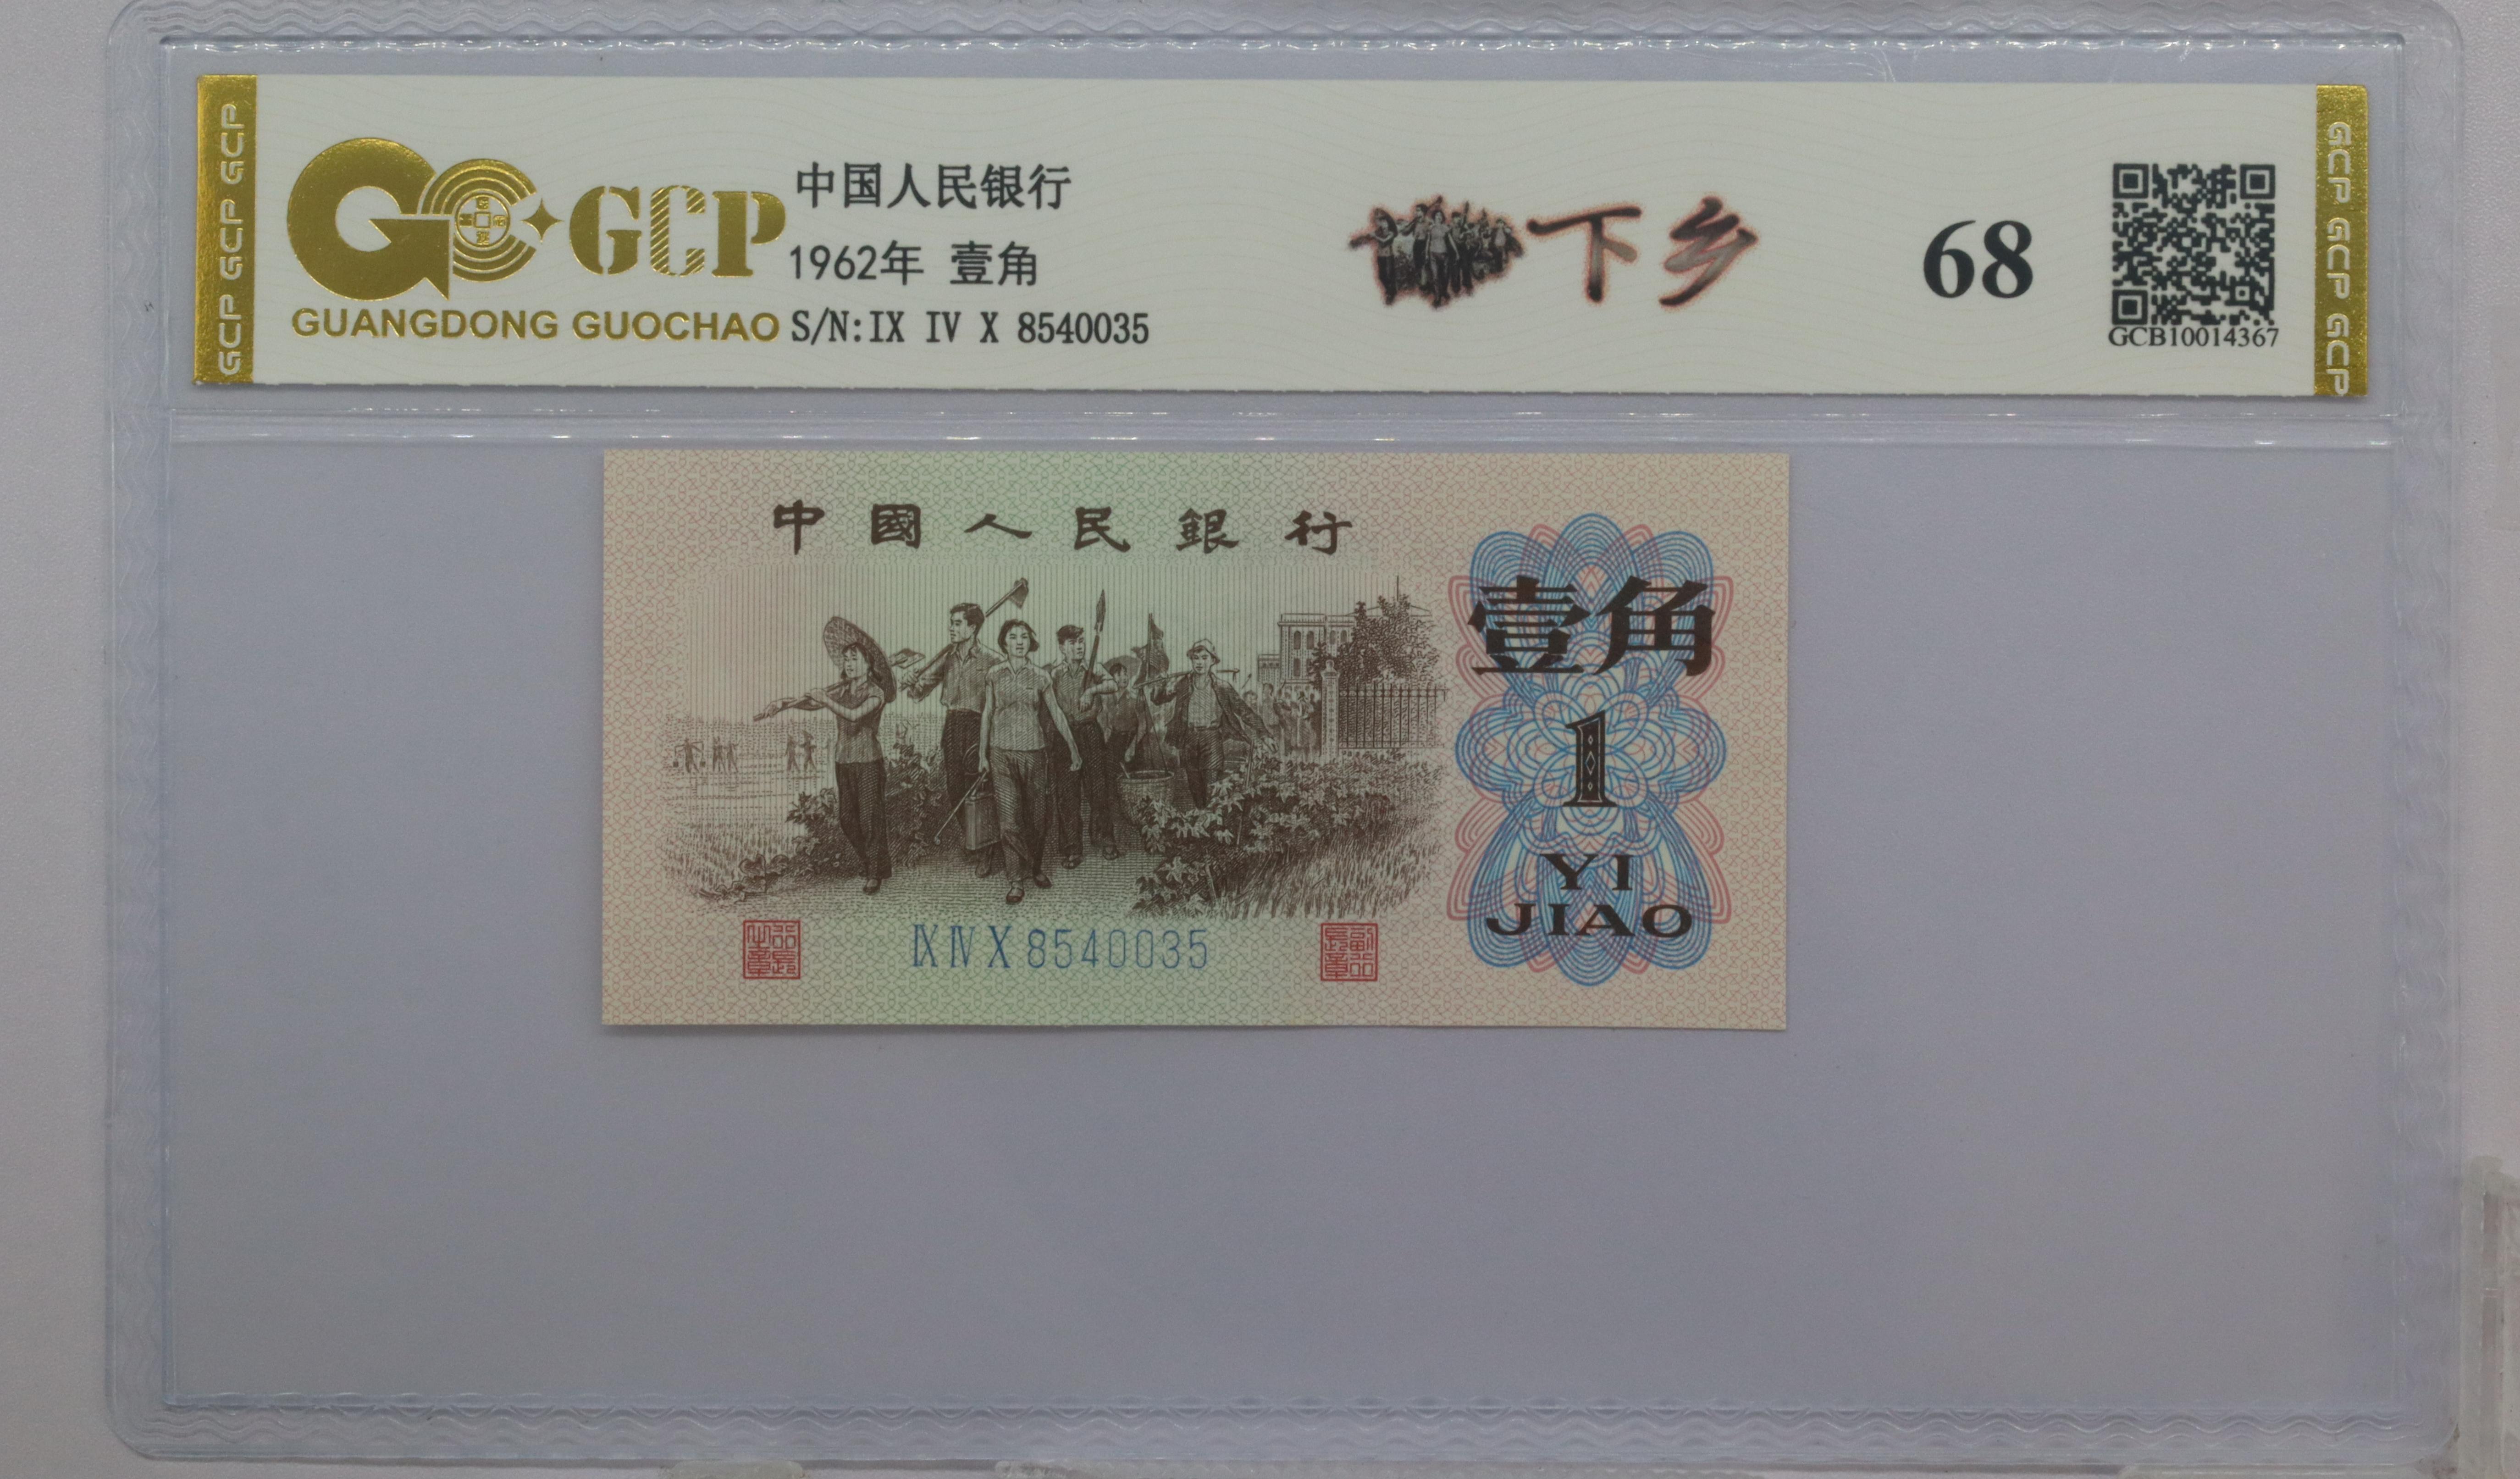 GCP GCP GCP
GCP
GUANGDONG GUOCHAO
中国人民银行
1962年 壹角
S/N:IX IV X 8540035
下乡
68
GCB10014367
GCP GCP GCP
中國人民銀行
壹角
1
YI
JIAO
IX IV X 8540035